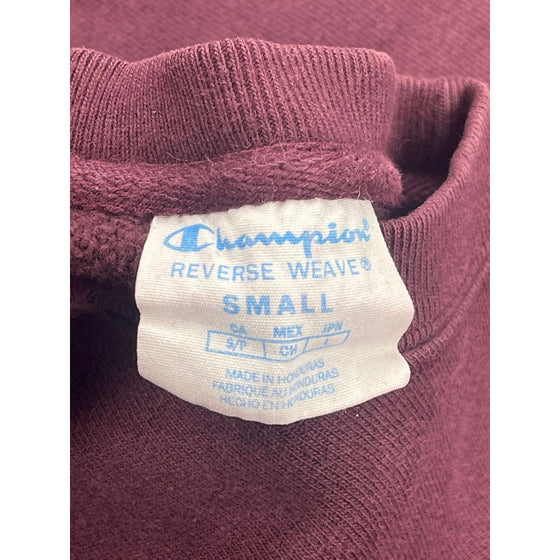 Champion
REVERSE WEAVE®
SMALL
CA MEX JPN
S/P CH
MADE IN HONDURAS
FABRIQUÉ AU HONDURAS
HECHO EN HONDURAS